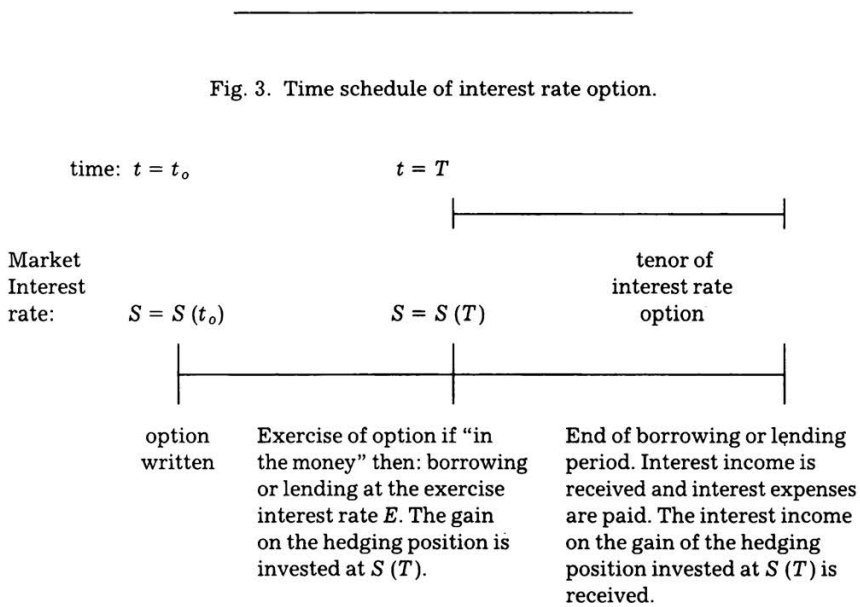 Fig. 3. Time schedule of interest rate option.
time: t = t_o
t = T
Market
Interest
rate:
S = S (t_o)
S = S (T)
tenor of
interest rate
option
option
written
Exercise of option if “in
the money” then: borrowing
or lending at the exercise
interest rate E. The gain
on the hedging position is
invested at S (T).
End of borrowing or lending
period. Interest income is
received and interest expenses
are paid. The interest income
on the gain of the hedging
position invested at S (T) is
received.